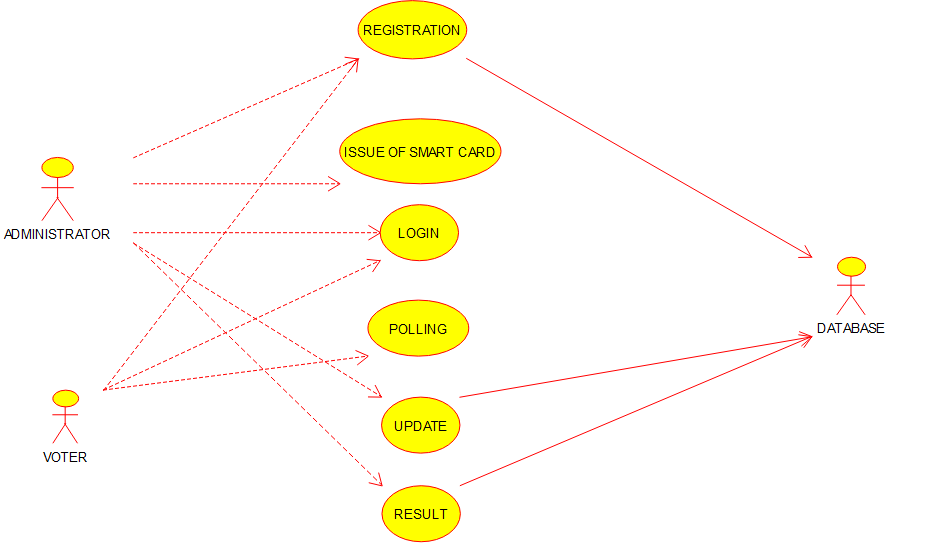 REGISTRATION
ISSUE OF SMART CARD
ADMINISTRATOR
LOGIN
DATABASE
POLLING
UPDATE
VOTER
RESULT